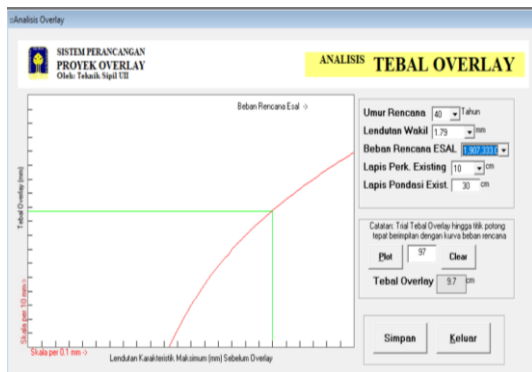 Analisis Overlay
SISTEM PERANCANGAN
PROYEK OVERLAY
Oleh: Teknik Sipil UII
ANALISIS TEBAL OVERLAY
Beban Rencana Esal ->
Tebal Overlay (mm)
Skala per 10 mm ->
Skala per 0.1 mm ->
Lendutan Karakteristik Maksimum (mm) Sebelum Overlay
Umur Rencana 40 Tahun
Lendutan Wakil 1.79 mm
Beban Rencana ESAL 1.907.333.0
Lapis Perk. Existing 10 cm
Lapis Pondasi Exist. 30 cm
Catatan: Trial Tebal Overlay hingga titik potong
tepat berimpitan dengan kurva beban rencana
Plot 97 Clear
Tebal Overlay 9.7 cm
Simpan Keluar